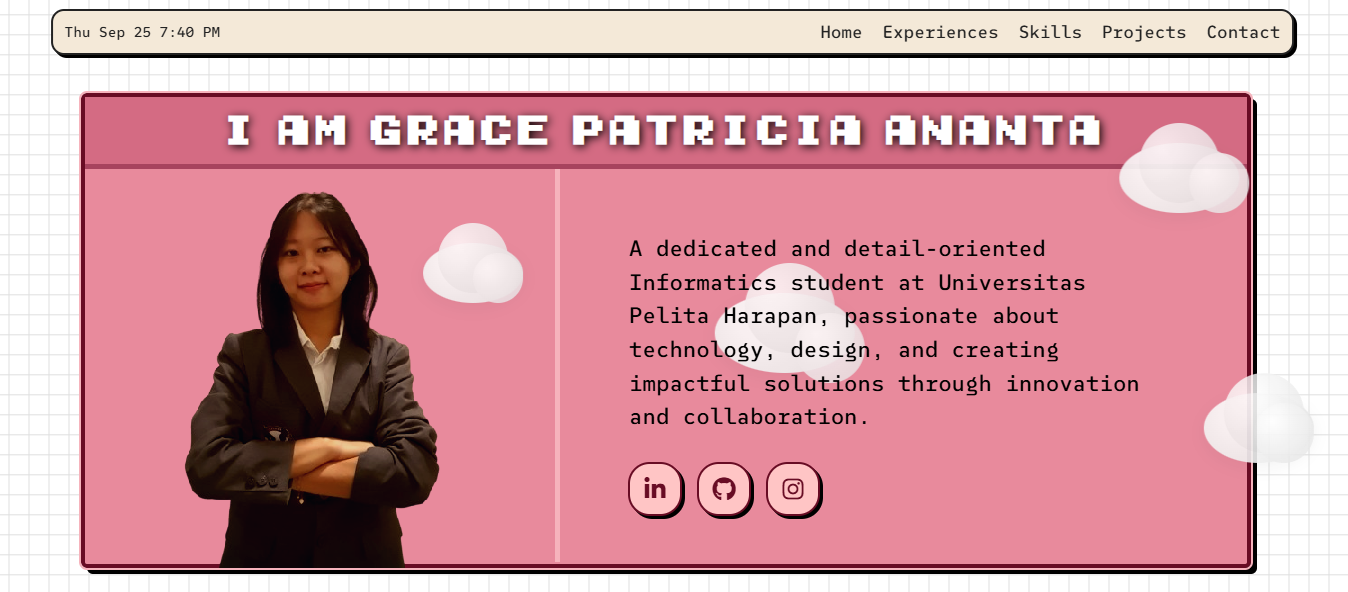 Thu Sep 25 7:40 PM
Home Experiences Skills Projects Contact
I AM GRACE PATRICIA ANANTA
A dedicated and detail-oriented
Informatics student at Universitas
Pelita Harapan, passionate about
technology, design, and creating
impactful solutions through innovation
and collaboration.
in